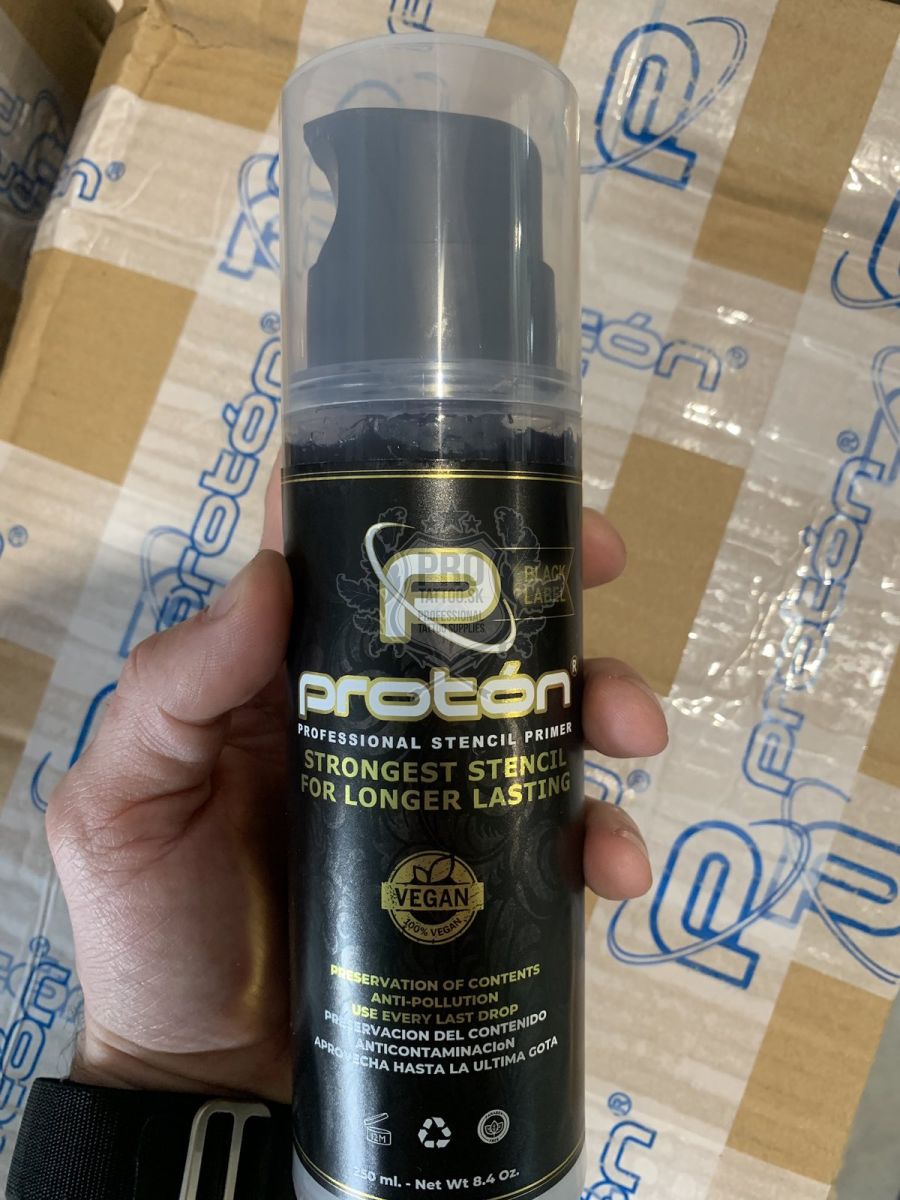 P
BLACK
LABEL
PRO
TATTOO.SK
PROFESSIONAL
TATTOO SUPPLIES
protón®
PROFESSIONAL STENCIL PRIMER
STRONGEST STENCIL
FOR LONGER LASTING
VEGAN
100% VEGAN
PRESERVATION OF CONTENTS
ANTI-POLLUTION
USE EVERY LAST DROP
PRESERVACION DEL CONTENIDO
ANTICONTAMINACIoN
APROVECHA HASTA LA ULTIMA GOTA
12M
250 ml. - Net Wt 8.4 Oz.
protón®
protón®